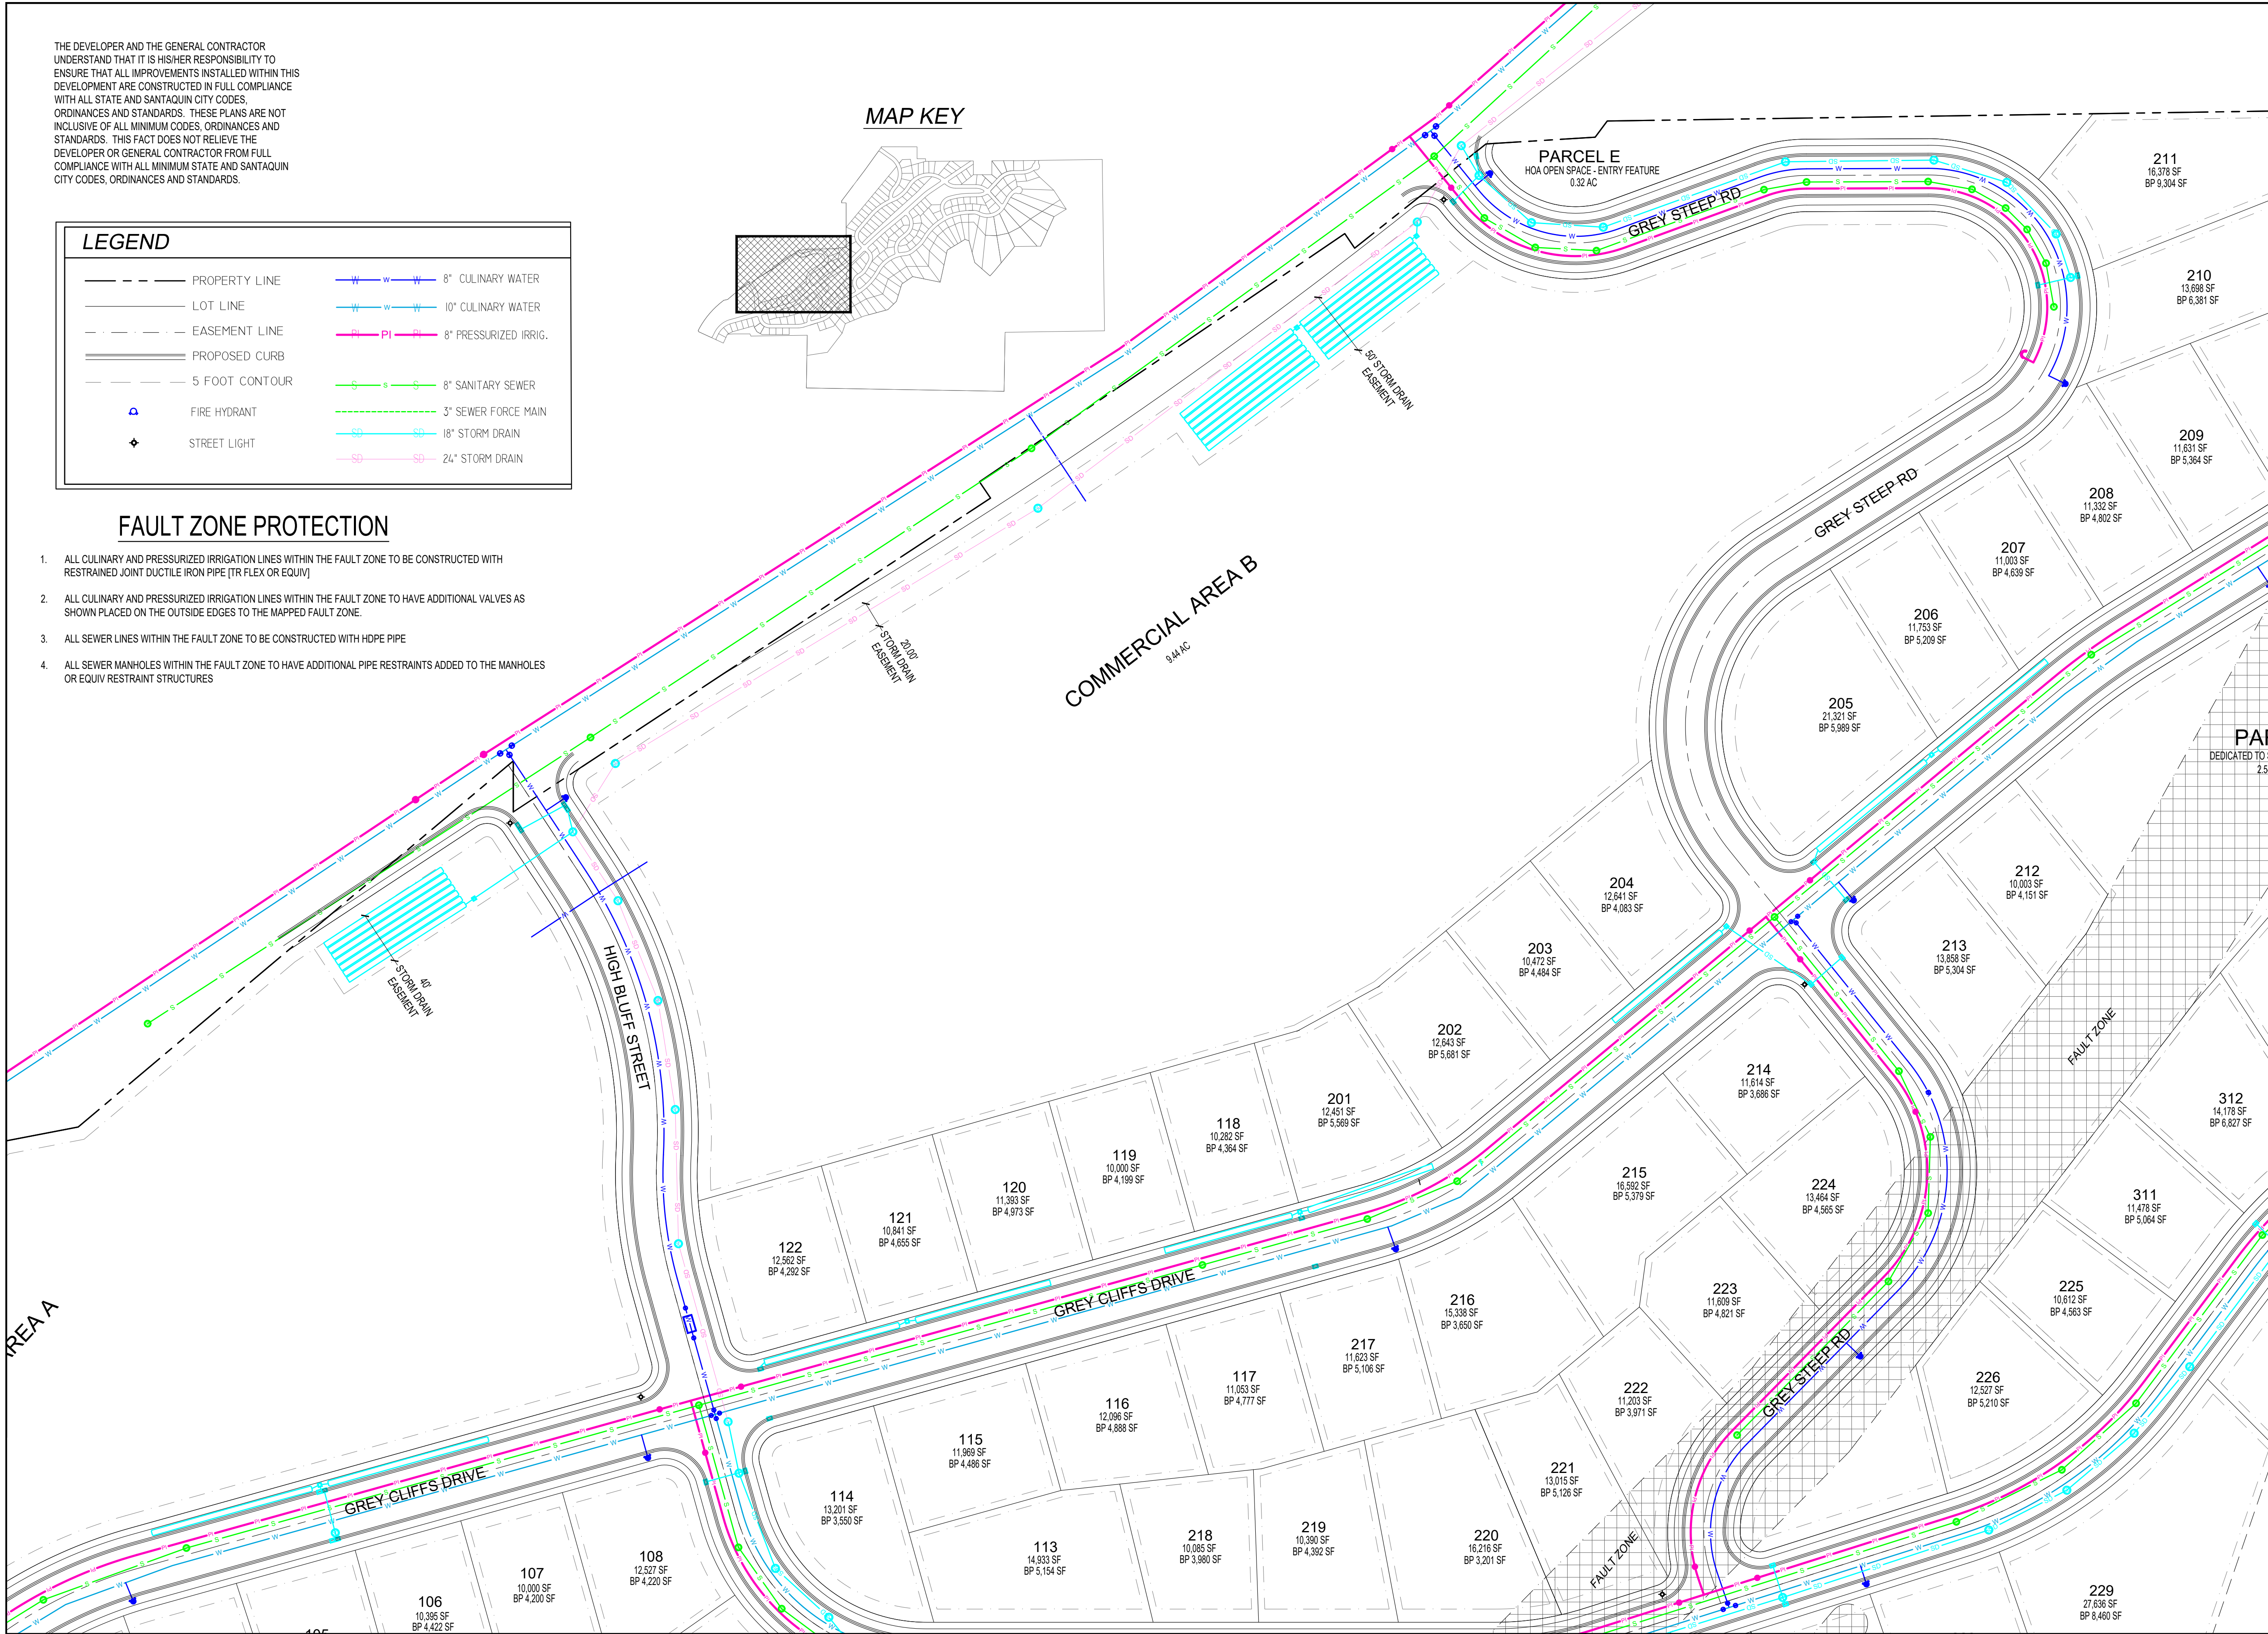 THE DEVELOPER AND THE GENERAL CONTRACTOR
UNDERSTAND THAT IT IS HIS/HER RESPONSIBILITY TO
ENSURE THAT ALL IMPROVEMENTS INSTALLED WITHIN THIS
DEVELOPMENT ARE CONSTRUCTED IN FULL COMPLIANCE
WITH ALL STATE AND SANTAQUIN CITY CODES,
ORDINANCES AND STANDARDS. THESE PLANS ARE NOT
INCLUSIVE OF ALL MINIMUM CODES, ORDINANCES AND
STANDARDS. THIS FACT DOES NOT RELIEVE THE
DEVELOPER OR GENERAL CONTRACTOR FROM FULL
COMPLIANCE WITH ALL MINIMUM STATE AND SANTAQUIN
CITY CODES, ORDINANCES AND STANDARDS.
MAP KEY
LEGEND
PROPERTY LINE
LOT LINE
EASEMENT LINE
PROPOSED CURB
5 FOOT CONTOUR
FIRE HYDRANT
STREET LIGHT
W w W 8" CULINARY WATER
W w W 10" CULINARY WATER
PI PI PI 8" PRESSURIZED IRRIG.
S s S 8" SANITARY SEWER
3" SEWER FORCE MAIN
SD SD 18" STORM DRAIN
SD SD 24" STORM DRAIN
FAULT ZONE PROTECTION
1. ALL CULINARY AND PRESSURIZED IRRIGATION LINES WITHIN THE FAULT ZONE TO BE CONSTRUCTED WITH
RESTRAINED JOINT DUCTILE IRON PIPE [TR FLEX OR EQUIV]
2. ALL CULINARY AND PRESSURIZED IRRIGATION LINES WITHIN THE FAULT ZONE TO HAVE ADDITIONAL VALVES AS
SHOWN PLACED ON THE OUTSIDE EDGES TO THE MAPPED FAULT ZONE.
3. ALL SEWER LINES WITHIN THE FAULT ZONE TO BE CONSTRUCTED WITH HDPE PIPE
4. ALL SEWER MANHOLES WITHIN THE FAULT ZONE TO HAVE ADDITIONAL PIPE RESTRAINTS ADDED TO THE MANHOLES
OR EQUIV RESTRAINT STRUCTURES
PARCEL E
HOA OPEN SPACE - ENTRY FEATURE
0.32 AC
GREY STEEP RD
211
16,378 SF
BP 9,304 SF
210
13,698 SF
BP 6,381 SF
50' STORM DRAIN
EASEMENT
209
11,631 SF
BP 5,364 SF
208
11,332 SF
BP 4,802 SF
GREY STEEP RD
207
11,003 SF
BP 4,639 SF
206
11,753 SF
BP 5,209 SF
205
21,321 SF
BP 5,989 SF
COMMERCIAL AREA B
9.44 AC
20.00'
STORM DRAIN
EASEMENT
PA
DEDICATED TO
2.5
40'
STORM DRAIN
EASEMENT
HIGH BLUFF STREET
204
12,641 SF
BP 4,083 SF
203
10,472 SF
BP 4,484 SF
202
12,643 SF
BP 5,681 SF
212
10,003 SF
BP 4,151 SF
213
13,858 SF
BP 5,304 SF
FAULT ZONE
214
11,614 SF
BP 3,686 SF
312
14,178 SF
BP 6,827 SF
201
12,451 SF
BP 5,569 SF
118
10,282 SF
BP 4,364 SF
119
10,000 SF
BP 4,199 SF
120
11,393 SF
BP 4,973 SF
121
10,841 SF
BP 4,655 SF
122
12,562 SF
BP 4,292 SF
215
16,592 SF
BP 5,379 SF
224
13,464 SF
BP 4,565 SF
311
11,478 SF
BP 5,064 SF
GREY CLIFFS DRIVE
216
15,338 SF
BP 3,650 SF
223
11,609 SF
BP 4,821 SF
225
10,612 SF
BP 4,563 SF
REA A
217
11,623 SF
BP 5,106 SF
117
11,053 SF
BP 4,777 SF
116
12,096 SF
BP 4,888 SF
222
11,203 SF
BP 3,971 SF
GREY STEEP RD
226
12,527 SF
BP 5,210 SF
115
11,969 SF
BP 4,486 SF
114
13,201 SF
BP 3,550 SF
221
13,015 SF
BP 5,126 SF
GREY CLIFFS DRIVE
113
14,933 SF
BP 5,154 SF
218
10,085 SF
BP 3,980 SF
219
10,390 SF
BP 4,392 SF
220
16,216 SF
BP 3,201 SF
FAULT ZONE
108
12,527 SF
BP 4,220 SF
107
10,000 SF
BP 4,200 SF
106
10,395 SF
BP 4,422 SF
229
27,636 SF
BP 8,460 SF